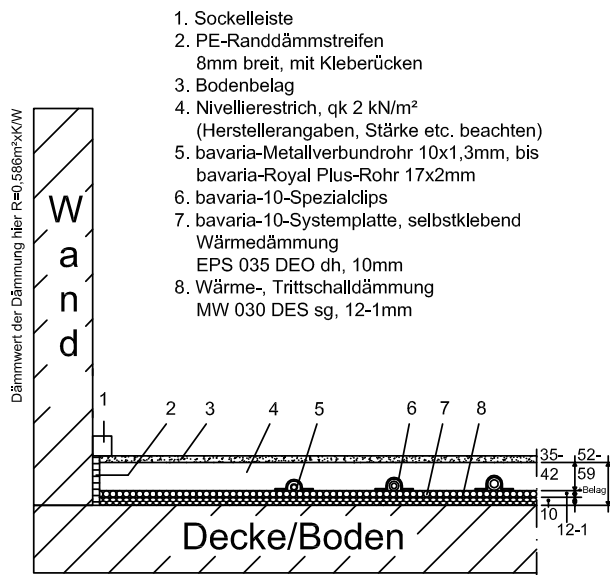 1. Sockelleiste
2. PE-Randdämmstreifen
8mm breit, mit Kleberücken
3. Bodenbelag
4. Nivellierestrich, qk 2 kN/m²
(Herstellerangaben, Stärke etc. beachten)
5. bavaria-Metallverbundrohr 10x1,3mm, bis
bavaria-Royal Plus-Rohr 17x2mm
6. bavaria-10-Spezialclips
7. bavaria-10-Systemplatte, selbstklebend
Wärmedämmung
EPS 035 DEO dh, 10mm
8. Wärme-, Trittschalldämmung
MW 030 DES sg, 12-1mm
Dämmwert der Dämmung hier R=0,586m²xK/W
Wand
1
2 3 4 5 6 7 8
35- 52-
42 59
+Belag
10
12-1
Decke/Boden